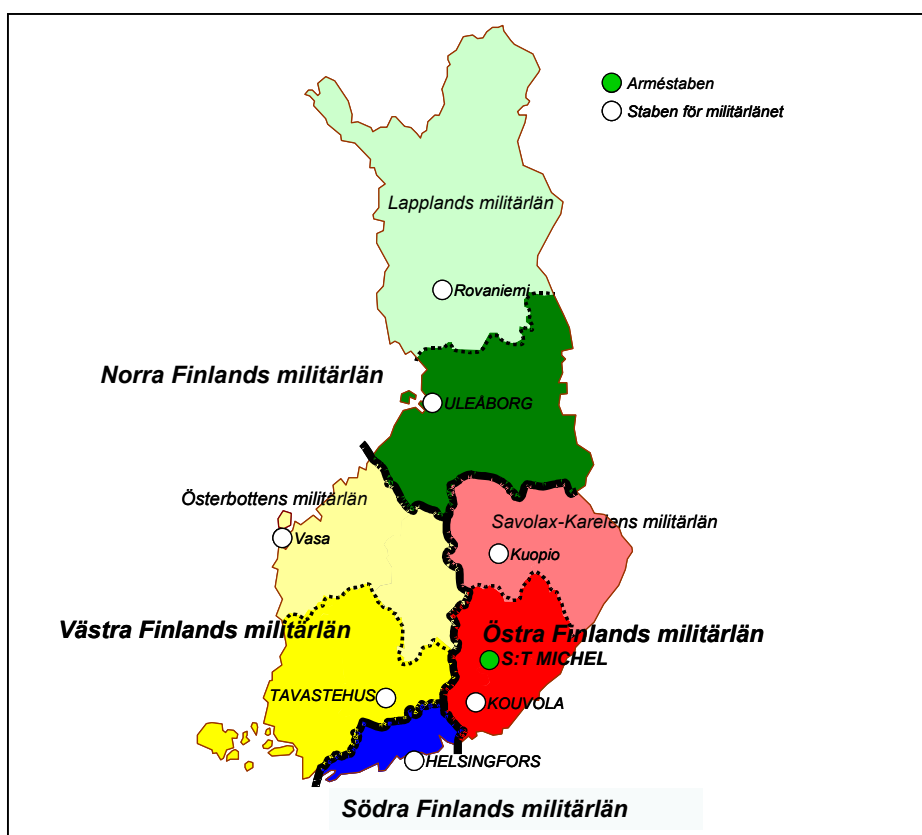 Arméstaben
Staben för militärlänet
Lapplands militärlän
Rovaniemi
Norra Finlands militärlän
ULEÅBORG
Österbottens militärlän
Savolax-Karelens militärlän
Vasa
Kuopio
Västra Finlands militärlän
Östra Finlands militärlän
S:T MICHEL
TAVASTEHUS
KOUVOLA
HELSINGFORS
Södra Finlands militärlän